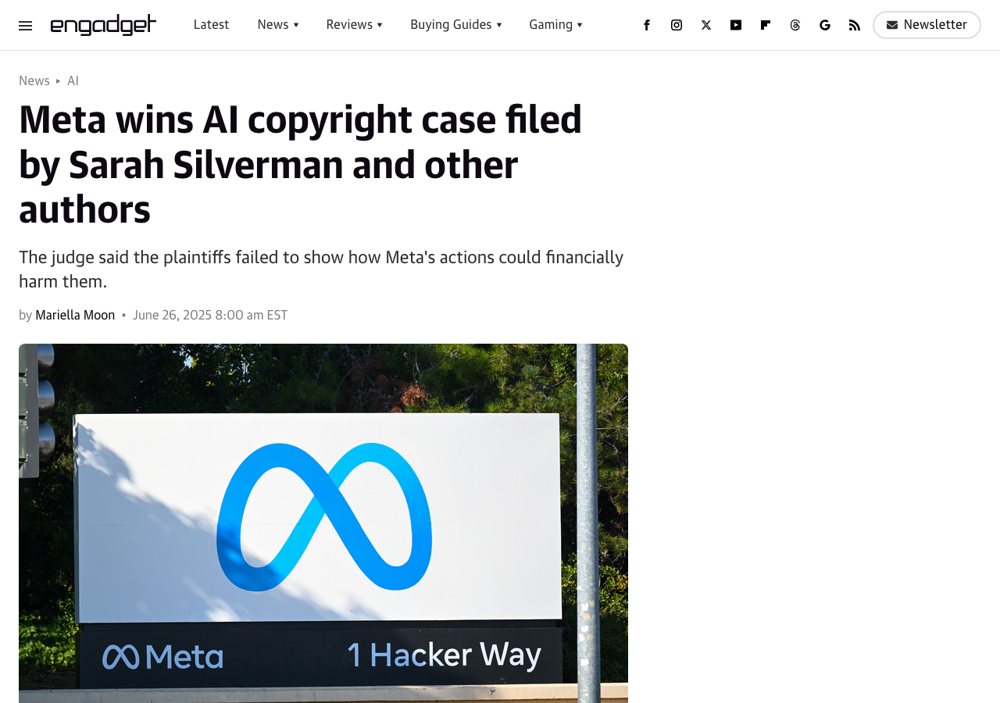 engadget
Latest
News
Reviews
Buying Guides
Gaming
Newsletter
News ▸ AI
Meta wins AI copyright case filed
by Sarah Silverman and other
authors
The judge said the plaintiffs failed to show how Meta's actions could financially
harm them.
by Mariella Moon • June 26, 2025 8:00 am EST
Meta 1 Hacker Way